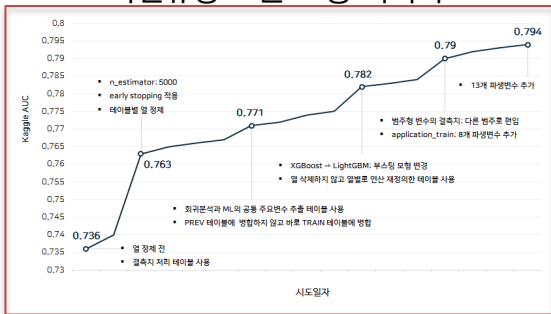 0.8
0.795
0.79
0.785
0.78
0.775
0.77
0.765
0.76
0.755
0.75
0.745
0.74
0.735
0.73
Kaggle AUC
시도일자
0.736
▪ 열 정제 전
▪ 결측치 처리 테이블 사용
0.763
▪ n_estimator: 5000
▪ early stopping 적용
▪ 테이블별 열 정제
0.771
▪ 회귀분석과 ML의 공통 주요변수 추출 테이블 사용
▪ PREV 테이블에 병합하지 않고 바로 TRAIN 테이블에 병합
0.782
▪ XGBoost → LightGBM: 부스팅 모형 변경
▪ 열 삭제하지 않고 열별로 연산 재정의한 테이블 사용
0.79
▪ 범주형 변수의 결측치: 다른 범주로 편입
▪ application_train: 8개 파생변수 추가
0.794
▪ 13개 파생변수 추가